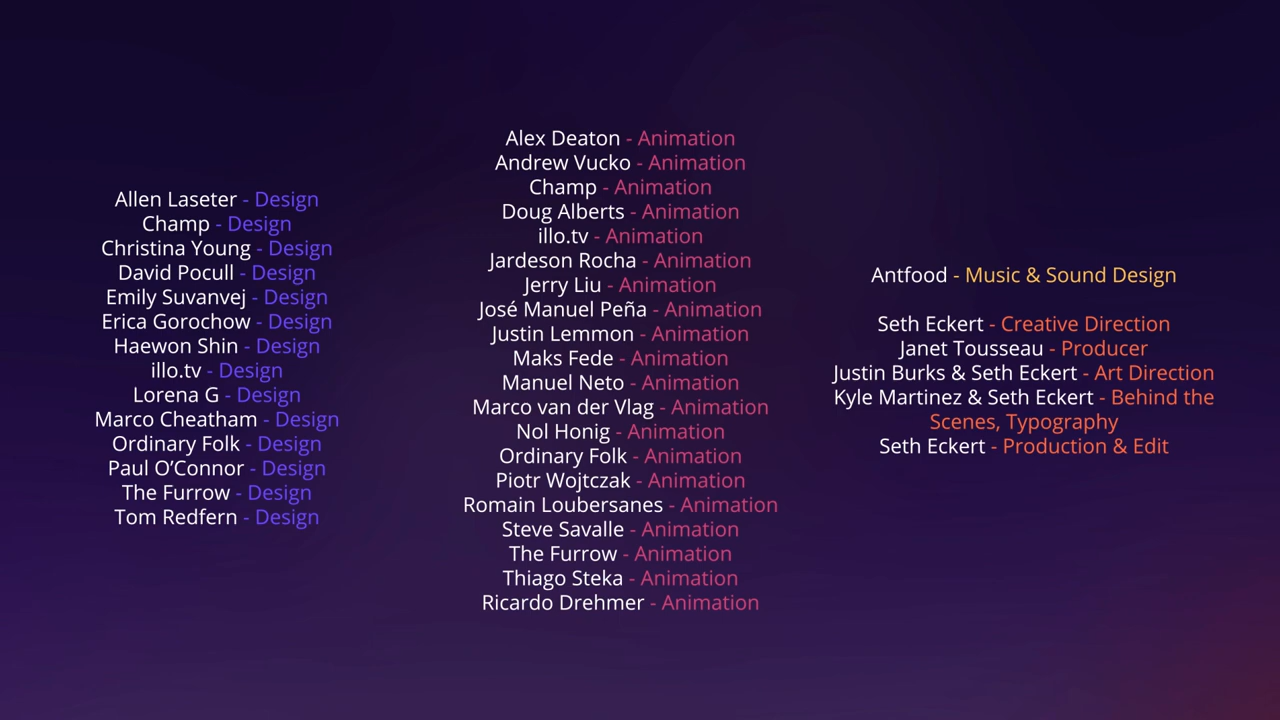 Allen Laseter - Design
Champ - Design
Christina Young - Design
David Pocull - Design
Emily Suvanvej - Design
Erica Gorochow - Design
Haewon Shin - Design
illo.tv - Design
Lorena G - Design
Marco Cheatham - Design
Ordinary Folk - Design
Paul O’Connor - Design
The Furrow - Design
Tom Redfern - Design
Alex Deaton - Animation
Andrew Vucko - Animation
Champ - Animation
Doug Alberts - Animation
illo.tv - Animation
Jardeson Rocha - Animation
Jerry Liu - Animation
José Manuel Peña - Animation
Justin Lemmon - Animation
Maks Fede - Animation
Manuel Neto - Animation
Marco van der Vlag - Animation
Nol Honig - Animation
Ordinary Folk - Animation
Piotr Wojtczak - Animation
Romain Loubersanes - Animation
Steve Savalle - Animation
The Furrow - Animation
Thiago Steka - Animation
Ricardo Drehmer - Animation
Antfood - Music & Sound Design
Seth Eckert - Creative Direction
Janet Tousseau - Producer
Justin Burks & Seth Eckert - Art Direction
Kyle Martinez & Seth Eckert - Behind the
Scenes, Typography
Seth Eckert - Production & Edit